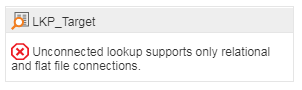 LKP_Target
Unconnected lookup supports only relational
and flat file connections.